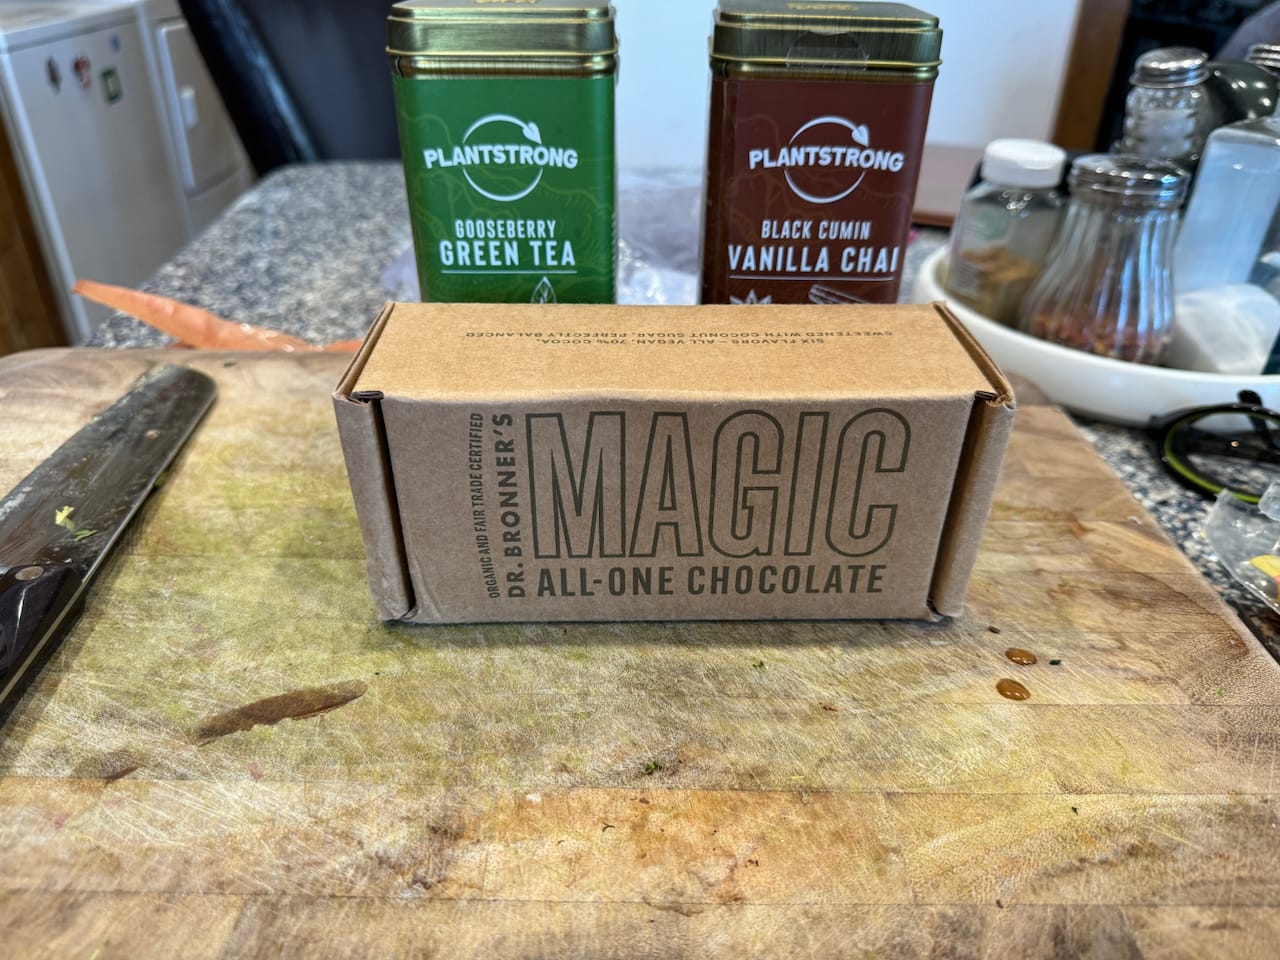 PLANTSTRONG
GOOSEBERRY
GREEN TEA
PLANTSTRONG
BLACK CUMIN
VANILLA CHAI
SIX FLAVORS – ALL VEGAN. 70% COCOA.
SWEETENED WITH COCONUT SUGAR. PERFECTLY BALANCED.
ORGANIC AND FAIR TRADE CERTIFIED
DR. BRONNER'S
MAGIC
ALL-ONE CHOCOLATE